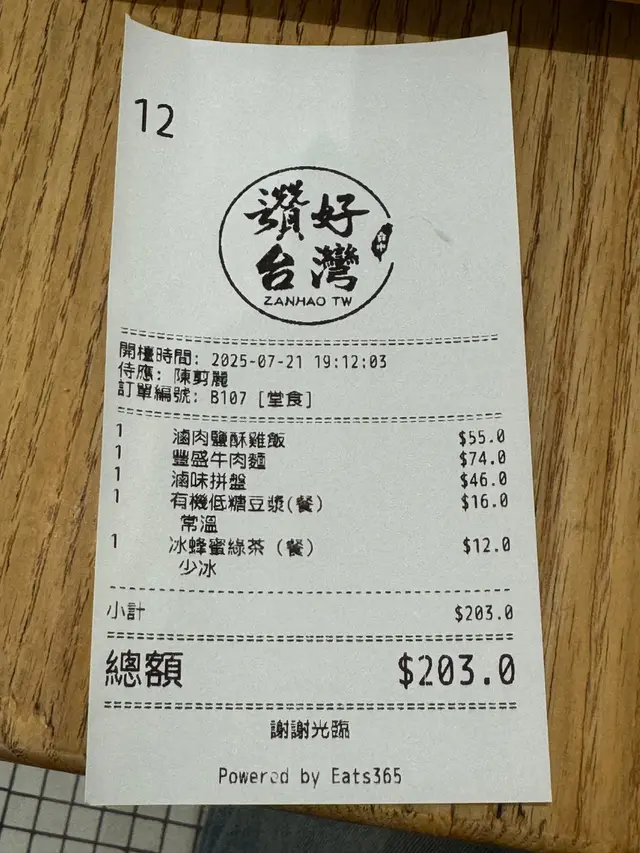 12
讚好
台灣
台中
ZANHAO TW
開檯時間: 2025-07-21 19:12:03
侍應: 陳剪麗
訂單編號: B107 [堂食]
1 滷肉鹽酥雞飯 $55.0
1 豐盛牛肉麵 $74.0
1 滷味拼盤 $46.0
1 有機低糖豆漿(餐) $16.0
常溫
1 冰蜂蜜綠茶 (餐) $12.0
少冰
小計 $203.0
總額 $203.0
謝謝光臨
Powered by Eats365